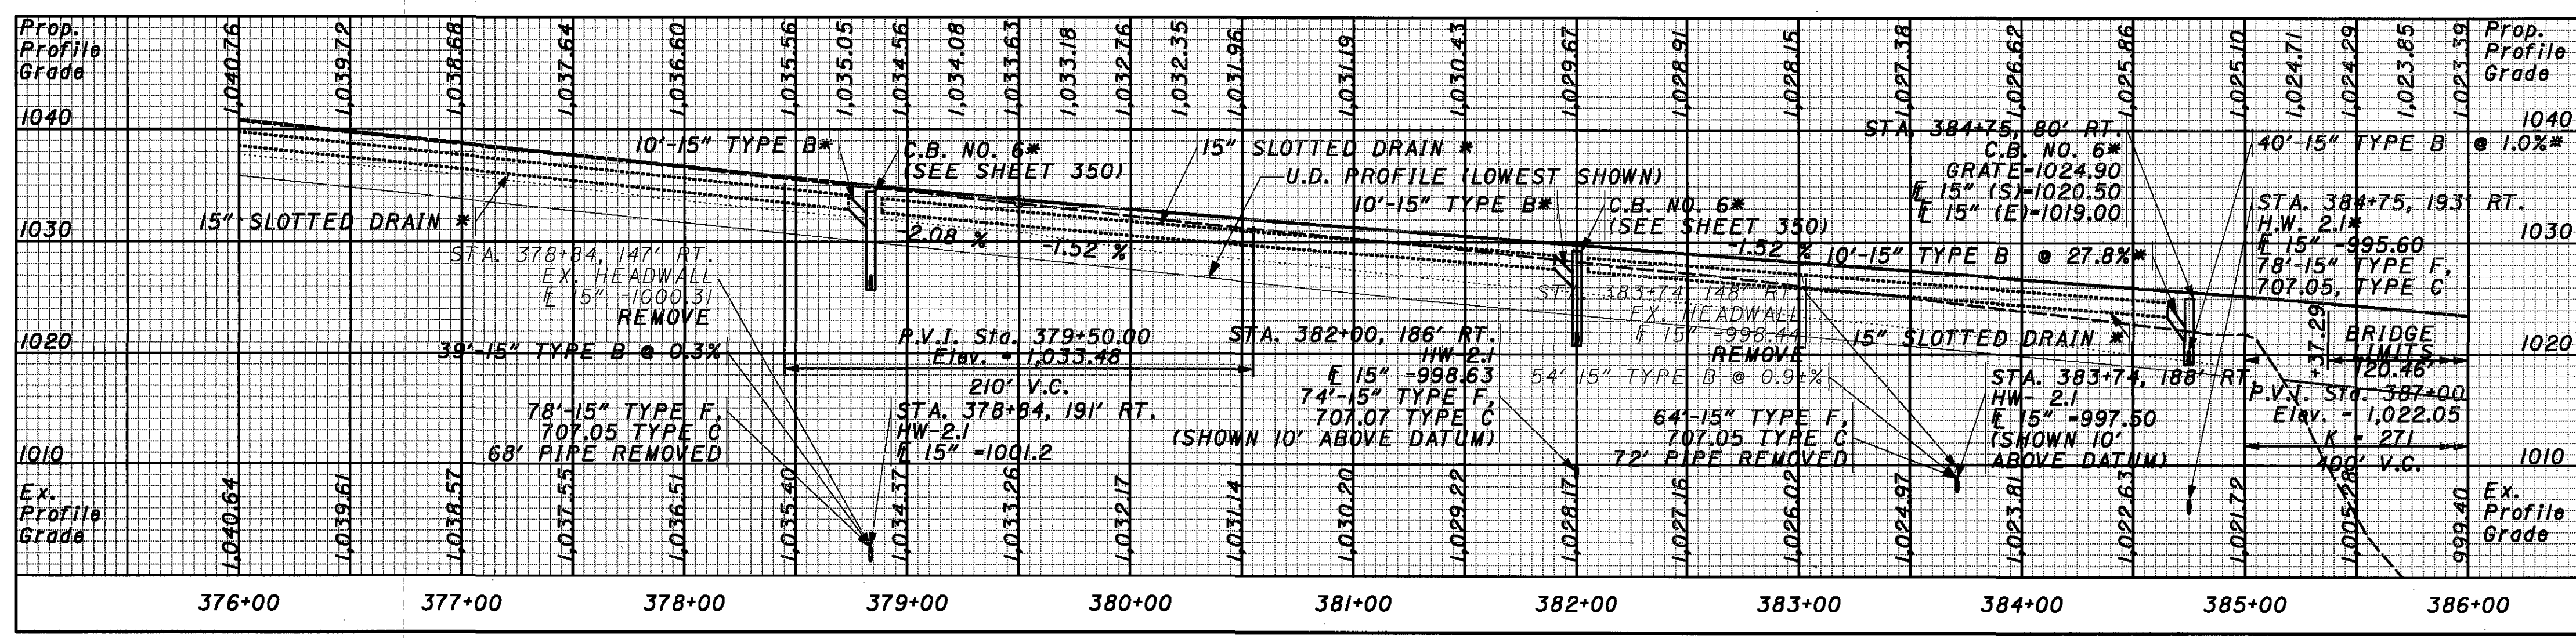 Prop.
Profile
Grade
1,040.76
1,039.72
1,038.68
1,037.64
1,036.60
1,035.56
1,035.05
1,034.56
1,034.08
1,033.63
1,033.18
1,032.76
1,032.35
1,031.96
1,031.19
1,030.43
1,029.67
1,028.91
1,028.15
1,027.38
1,026.62
1,025.86
1,025.10
1,024.71
1,024.29
1,023.85
1,023.39
Prop.
Profile
Grade
1040
1030
1020
1010
15" SLOTTED DRAIN *
10'-15" TYPE B*
C.B. NO. 6*
(SEE SHEET 350)
15" SLOTTED DRAIN *
U.D. PROFILE (LOWEST SHOWN)
-2.08 %
-1.52 %
STA. 378+84, 147' RT.
EX. HEADWALL
FL 15" =1000.31
REMOVE
39'-15" TYPE B @ 0.3%
78'-15" TYPE F,
707.05 TYPE C
68' PIPE REMOVED
P.V.I. Sta. 379+50.00
Elev. = 1,033.48
210' V.C.
STA. 378+84, 191' RT.
HW-2.1
FL 15" =1001.2
10'-15" TYPE B*
C.B. NO. 6*
(SEE SHEET 350)
-1.52 %
STA. 382+00, 186' RT.
HW-2.1
FL 15" =998.63
74'-15" TYPE F,
707.07 TYPE C
(SHOWN 10' ABOVE DATUM)
STA. 383+74, 148' RT.
EX. HEADWALL
FL 15" =998.44
REMOVE
54' 15" TYPE B @ 0.9±%
64'-15" TYPE F,
707.05 TYPE C
72' PIPE REMOVED
STA. 384+75, 80' RT.
C.B. NO. 6*
GRATE=1024.90
FL 15" (S)=1020.50
FL 15" (E)=1019.00
10'-15" TYPE B @ 27.8%*
15" SLOTTED DRAIN *
STA. 383+74, 188' RT.
HW- 2.1
FL 15" =997.50
(SHOWN 10'
ABOVE DATUM)
40'-15" TYPE B @ 1.0%*
STA. 384+75, 193' RT.
H.W. 2.1*
FL 15" =995.60
78'-15" TYPE F,
707.05, TYPE C
+37.29
BRIDGE
LIMITS
120.46'
P.V.I. Sta. 387+00
Elev. = 1,022.05
K = 271
400' V.C.
1040
1030
1020
1010
Ex.
Profile
Grade
1,040.64
1,039.61
1,038.57
1,037.55
1,036.51
1,035.40
1,034.37
1,033.26
1,032.17
1,031.14
1,030.20
1,029.22
1,028.17
1,027.16
1,026.02
1,024.97
1,023.81
1,022.63
1,021.72
1,005.28
999.40
Ex.
Profile
Grade
376+00
377+00
378+00
379+00
380+00
381+00
382+00
383+00
384+00
385+00
386+00